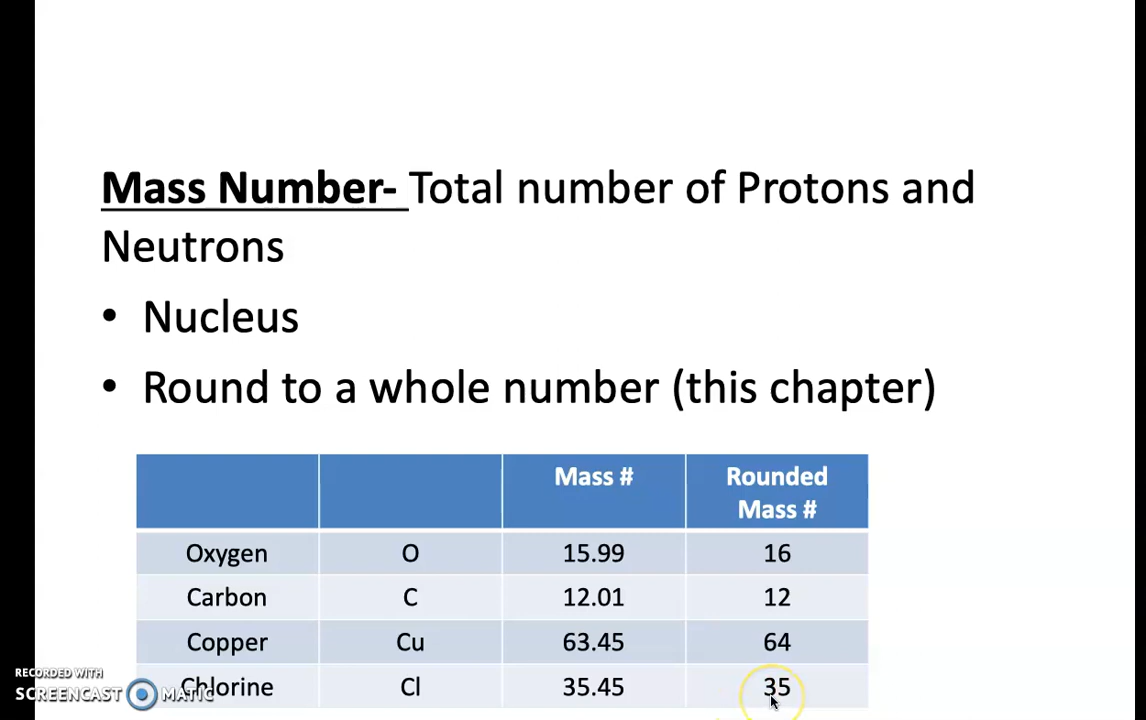 Mass Number- Total number of Protons and
Neutrons
• Nucleus
• Round to a whole number (this chapter)
Mass # Rounded
Mass #
Oxygen O 15.99 16
Carbon C 12.01 12
Copper Cu 63.45 64
Chlorine Cl 35.45 35
RECORDED WITH
SCREENCAST MATIC